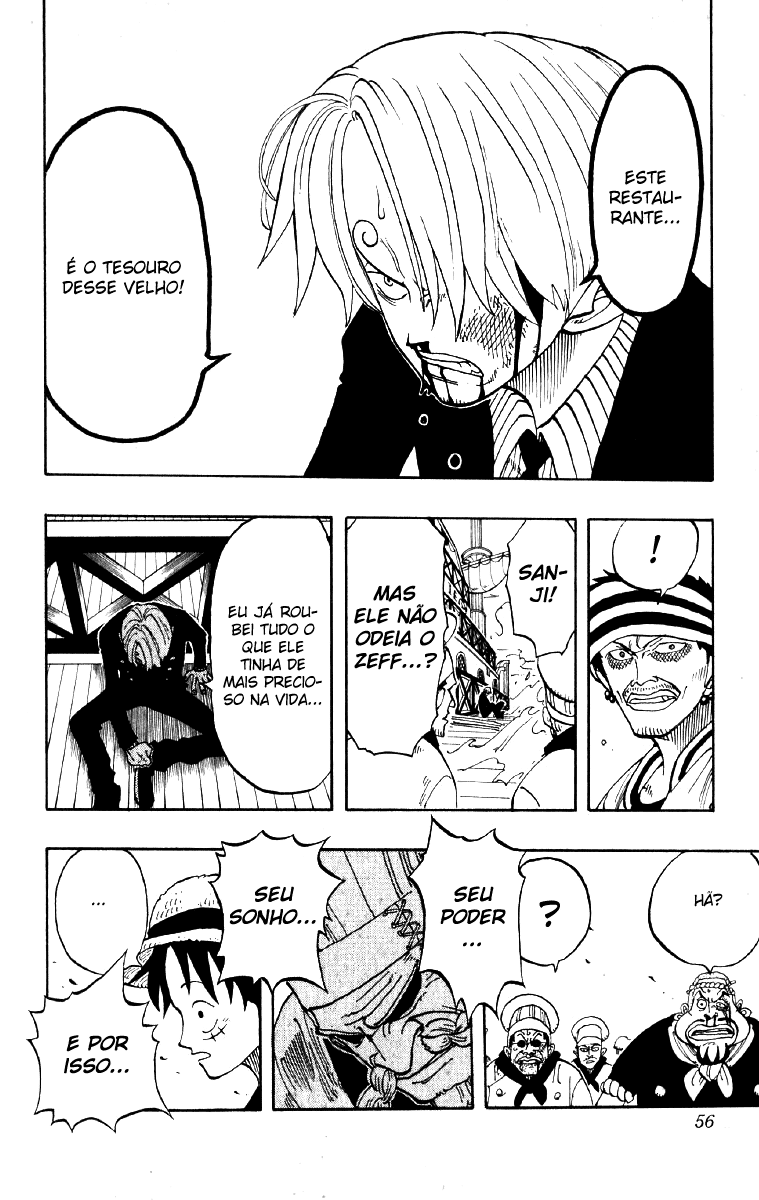 ESTE
RESTAU-
RANTE...
É O TESOURO
DESSE VELHO!
!
SAN-
JI!
MAS
ELE NÃO
ODEIA O
ZEFF...?
EU JÁ ROU-
BEI TUDO O
QUE ELE
TINHA DE
MAIS PRECIO-
SO NA VIDA...
HÃ?
?
SEU
PODER
...
SEU
SONHO...
...
E POR
ISSO...
56